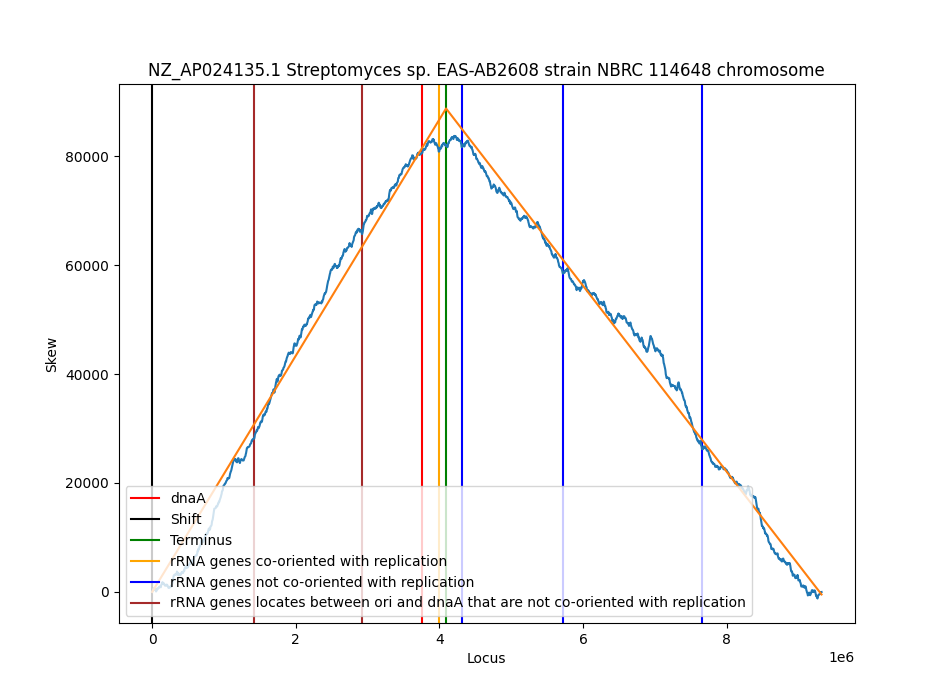 NZ_AP024135.1 Streptomyces sp. EAS-AB2608 strain NBRC 114648 chromosome
80000
60000
40000
20000
0
Skew
dnaA
Shift
Terminus
rRNA genes co-oriented with replication
rRNA genes not co-oriented with replication
rRNA genes locates between ori and dnaA that are not co-oriented with replication
0 2 4 6 8
Locus
1e6